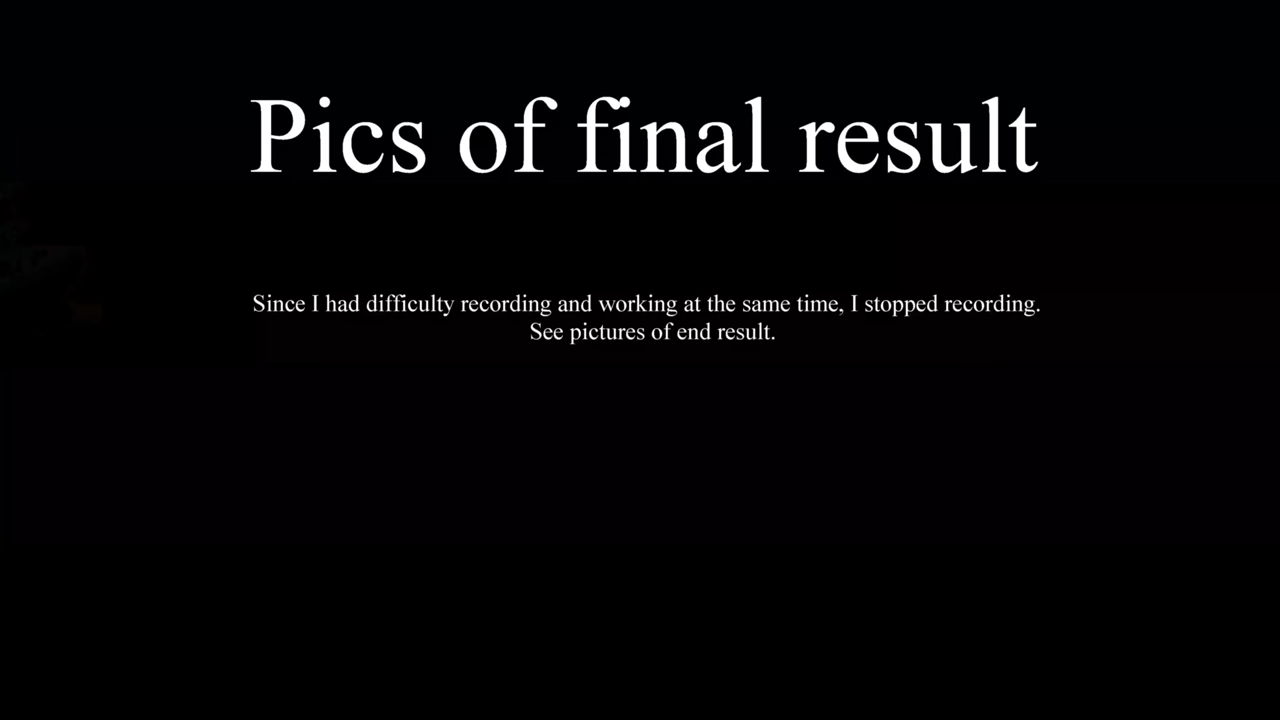 Pics of final result
Since I had difficulty recording and working at the same time, I stopped recording.
See pictures of end result.